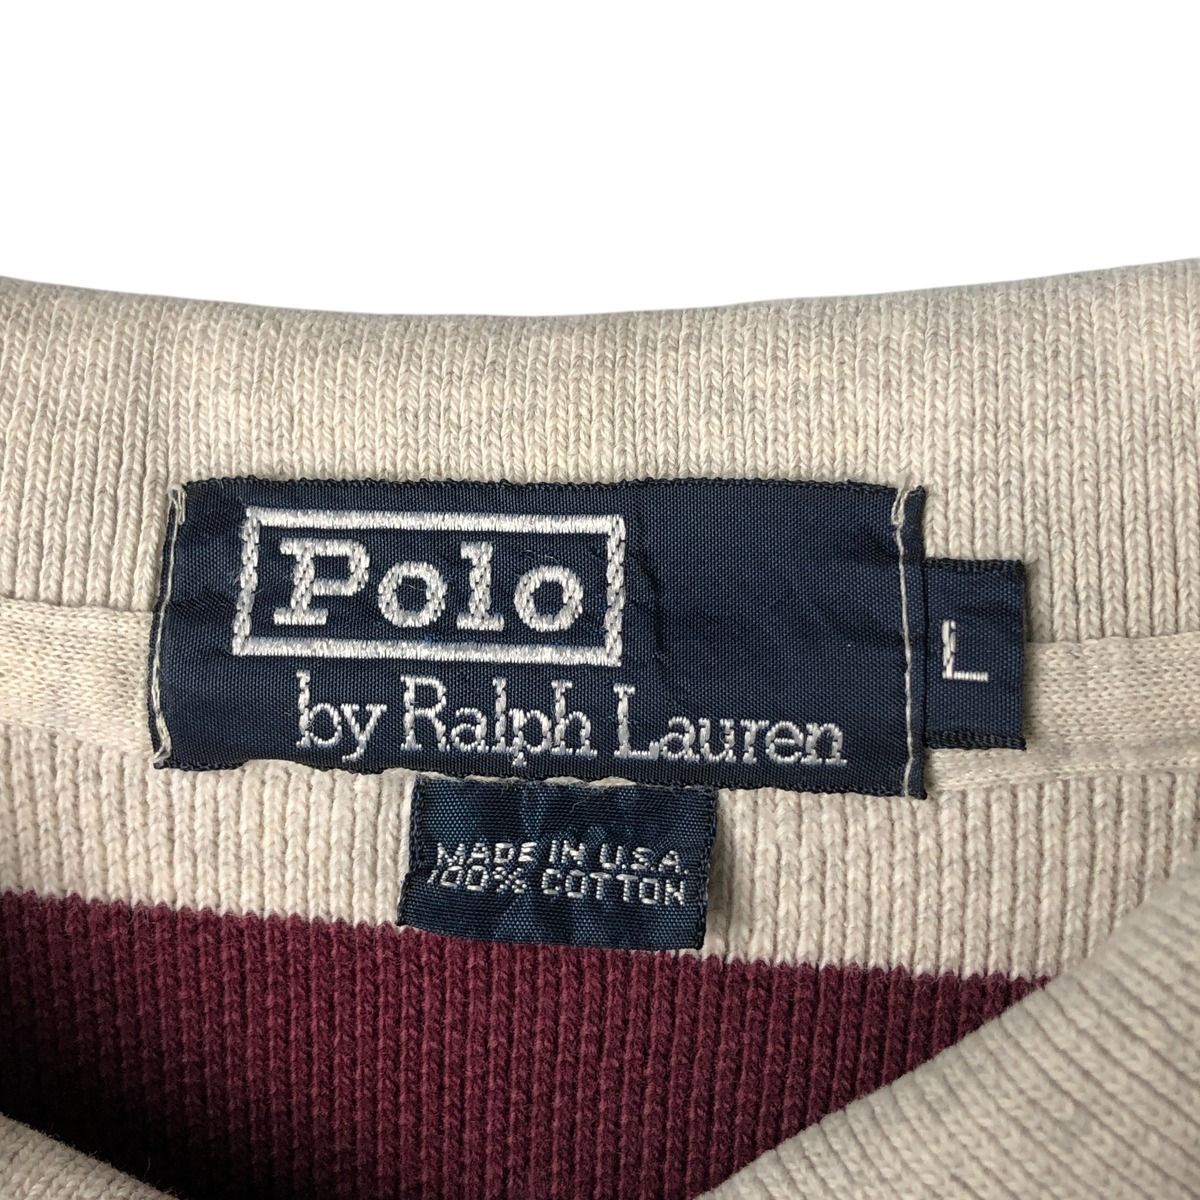 Polo
by Ralph Lauren
L
MADE IN U.S.A.
100% COTTON